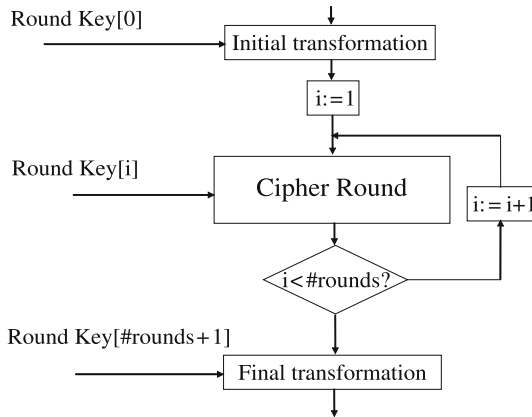 Round Key[0]
Initial transformation
i:=1
Round Key[i]
Cipher Round
i:= i+1
i<#rounds?
Round Key[#rounds+1]
Final transformation